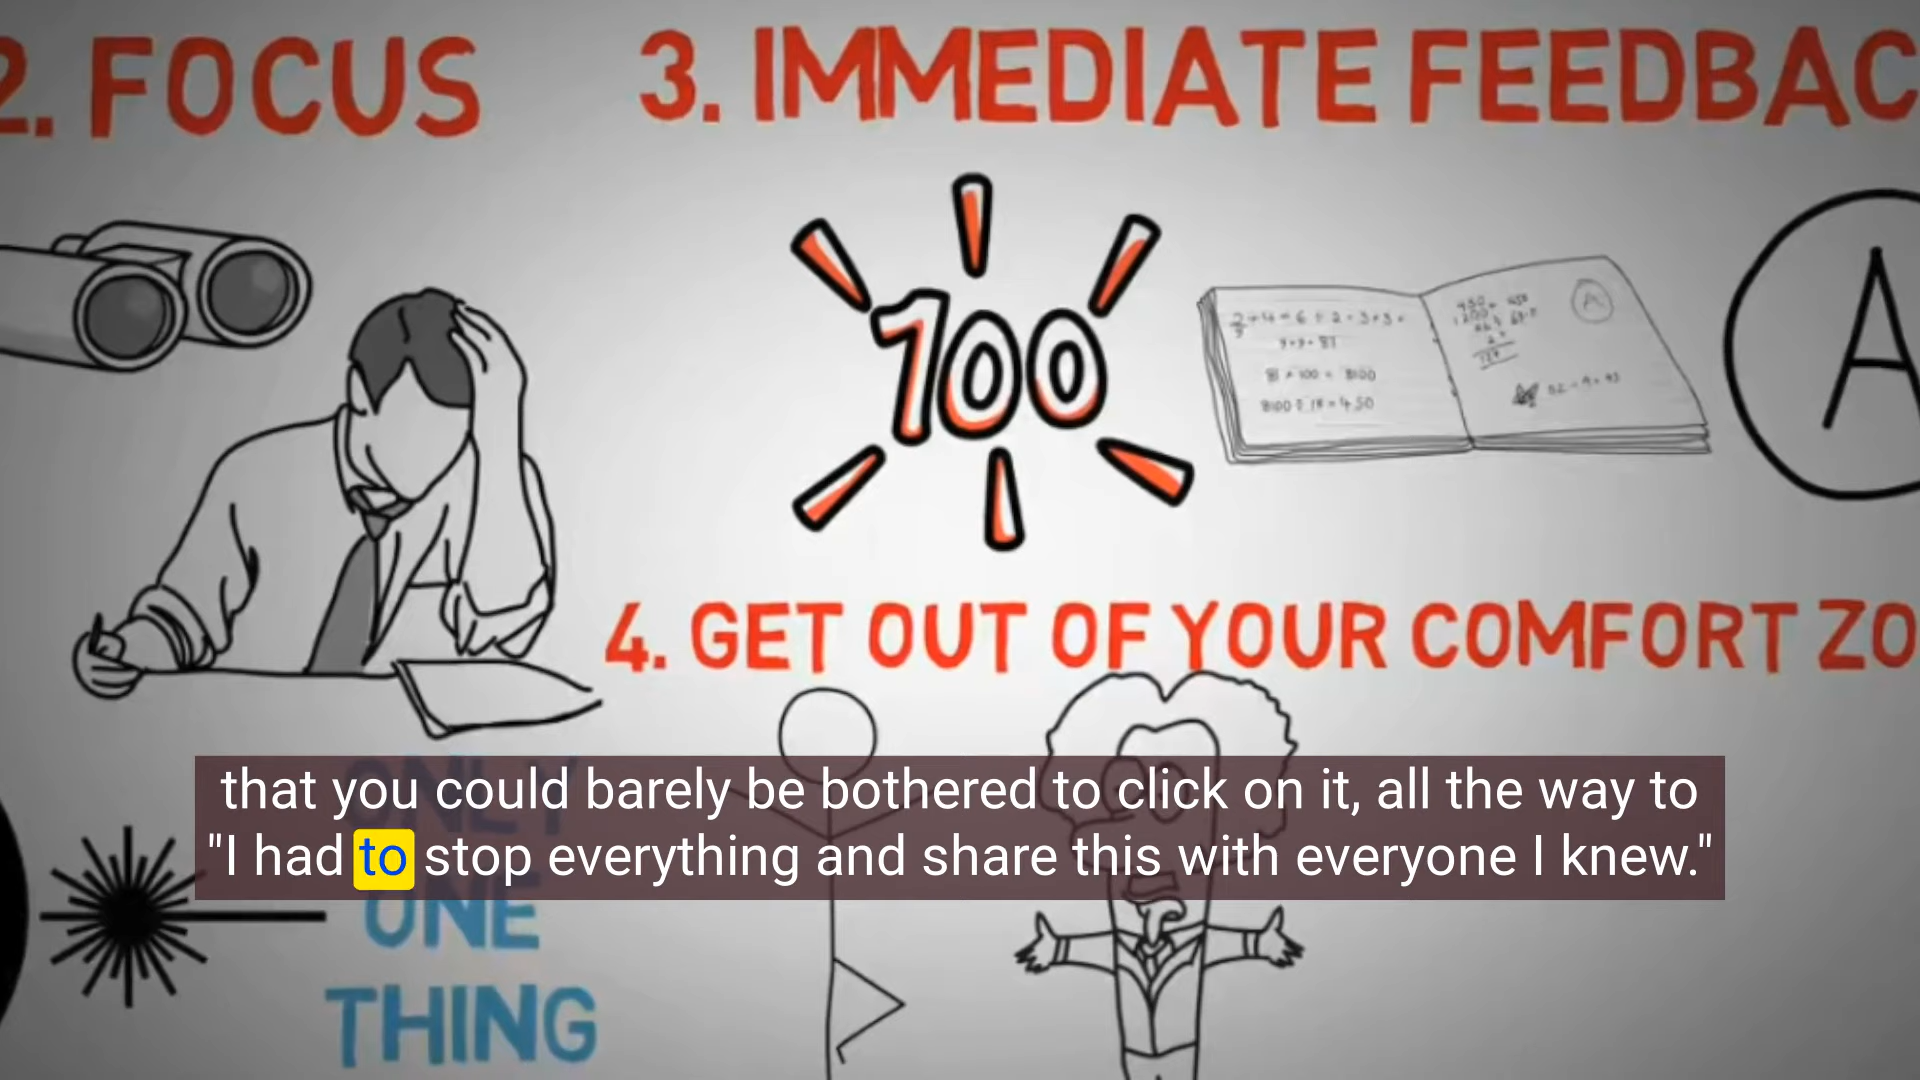 2. FOCUS
3. IMMEDIATE FEEDBAC
100
A
A
4. GET OUT OF YOUR COMFORT ZO
that you could barely be bothered to click on it, all the way to
"I had to stop everything and share this with everyone I knew."
ONLY
ONE
THING